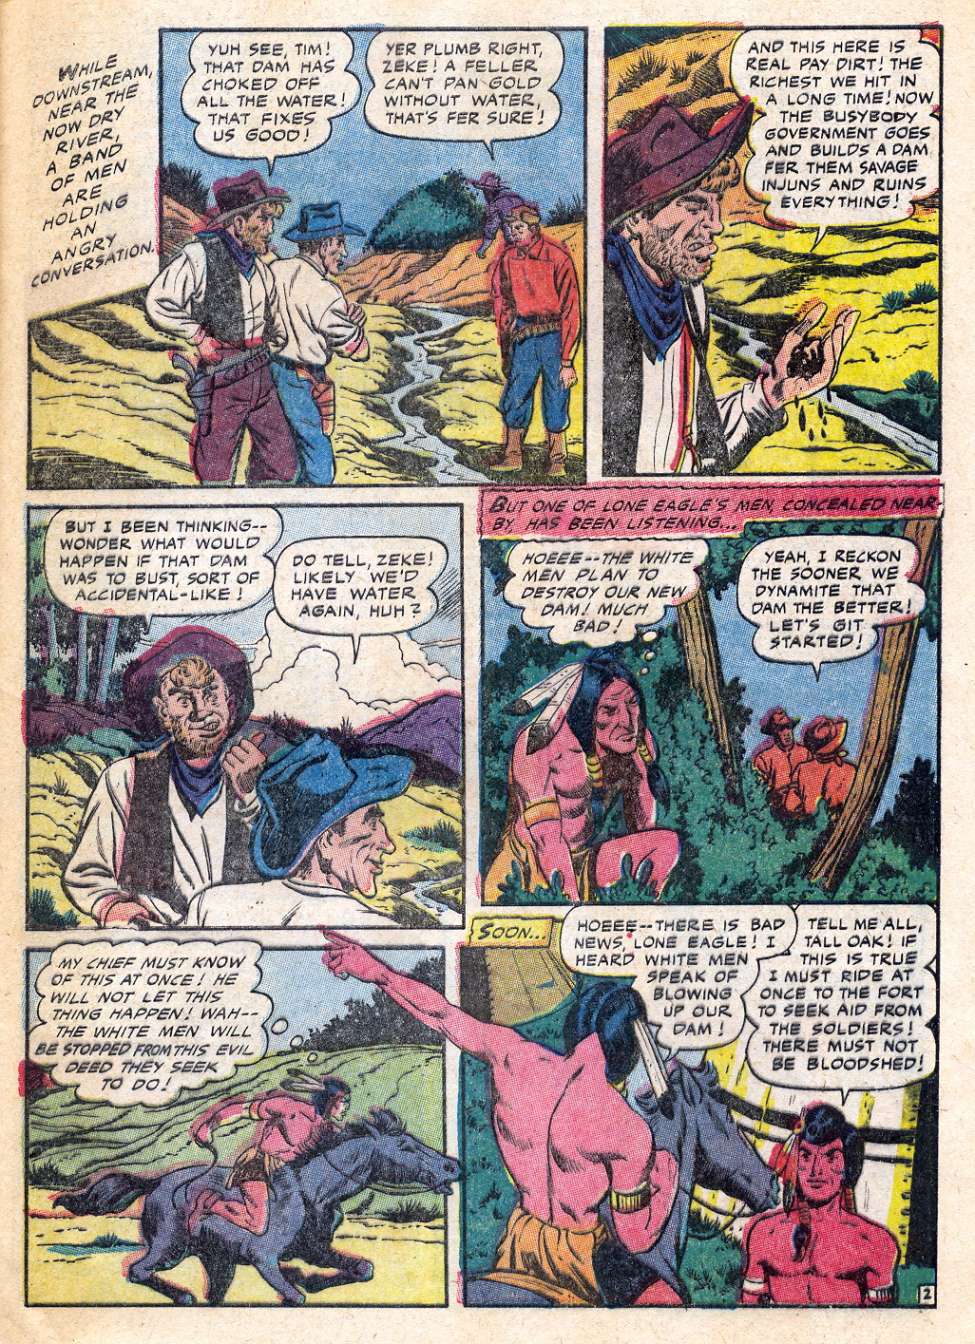 WHILE
DOWNSTREAM,
NEAR THE
NOW DRY
RIVER,
A BAND
OF MEN
ARE
HOLDING
AN
ANGRY
CONVERSATION.
YUH SEE, TIM!
THAT DAM HAS
CHOKED OFF
ALL THE WATER!
THAT FIXES
US GOOD!
YER PLUMB RIGHT,
ZEKE! A FELLER
CAN'T PAN GOLD
WITHOUT WATER,
THAT'S FER SURE!
AND THIS HERE IS
REAL PAY DIRT! THE
RICHEST WE HIT IN
A LONG TIME! NOW
THE BUSYBODY
GOVERNMENT GOES
AND BUILDS A DAM
FER THEM SAVAGE
INJUNS AND RUINS
EVERYTHING!
BUT I BEEN THINKING--
WONDER WHAT WOULD
HAPPEN IF THAT DAM
WAS TO BUST, SORT OF
ACCIDENTAL-LIKE!
DO TELL, ZEKE!
LIKELY WE'D
HAVE WATER
AGAIN, HUH?
BUT ONE OF LONE EAGLE'S MEN, CONCEALED NEAR
BY, HAS BEEN LISTENING...
HOEEE--THE WHITE
MEN PLAN TO
DESTROY OUR NEW
DAM! MUCH
BAD!
YEAH, I RECKON
THE SOONER WE
DYNAMITE THAT
DAM THE BETTER!
LET'S GIT
STARTED!
MY CHIEF MUST KNOW
OF THIS AT ONCE! HE
WILL NOT LET THIS
THING HAPPEN! WAH--
THE WHITE MEN WILL
BE STOPPED FROM THIS EVIL
DEED THEY SEEK
TO DO!
SOON...
HOEEE--THERE IS BAD
NEWS, LONE EAGLE! I
HEARD WHITE MEN
SPEAK OF
BLOWING
UP OUR
DAM!
TELL ME ALL,
TALL OAK! IF
THIS IS TRUE
I MUST RIDE AT
ONCE TO THE FORT
TO SEEK AID FROM
THE SOLDIERS!
THERE MUST NOT
BE BLOODSHED!
2